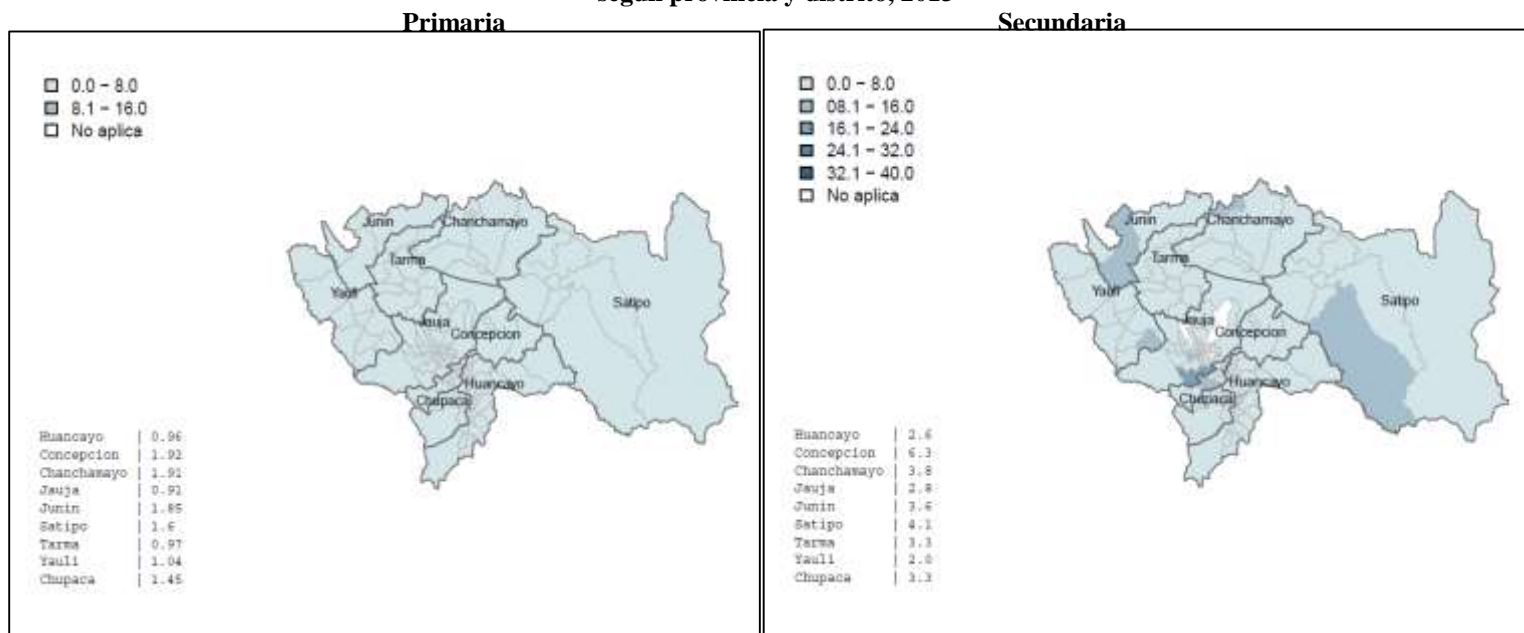 según provincia y distrito, 2013
Primaria
0.0 – 8.0
8.1 – 16.0
No aplica
Junin
Chanchamayo
Tarma
Yauli
Satipo
Jauja
Concepcion
Huancayo
Chupaca
Huancayo | 0.96
Concepcion | 1.92
Chanchamayo | 1.91
Jauja | 0.91
Junin | 1.85
Satipo | 1.6
Tarma | 0.97
Yauli | 1.04
Chupaca | 1.45
Secundaria
0.0 – 8.0
08.1 – 16.0
16.1 – 24.0
24.1 – 32.0
32.1 – 40.0
No aplica
Junin
Chanchamayo
Tarma
Yauli
Satipo
Jauja
Concepcion
Huancayo
Chupaca
Huancayo | 2.6
Concepcion | 6.3
Chanchamayo | 3.8
Jauja | 2.8
Junin | 3.6
Satipo | 4.1
Tarma | 3.3
Yauli | 2.0
Chupaca | 3.3